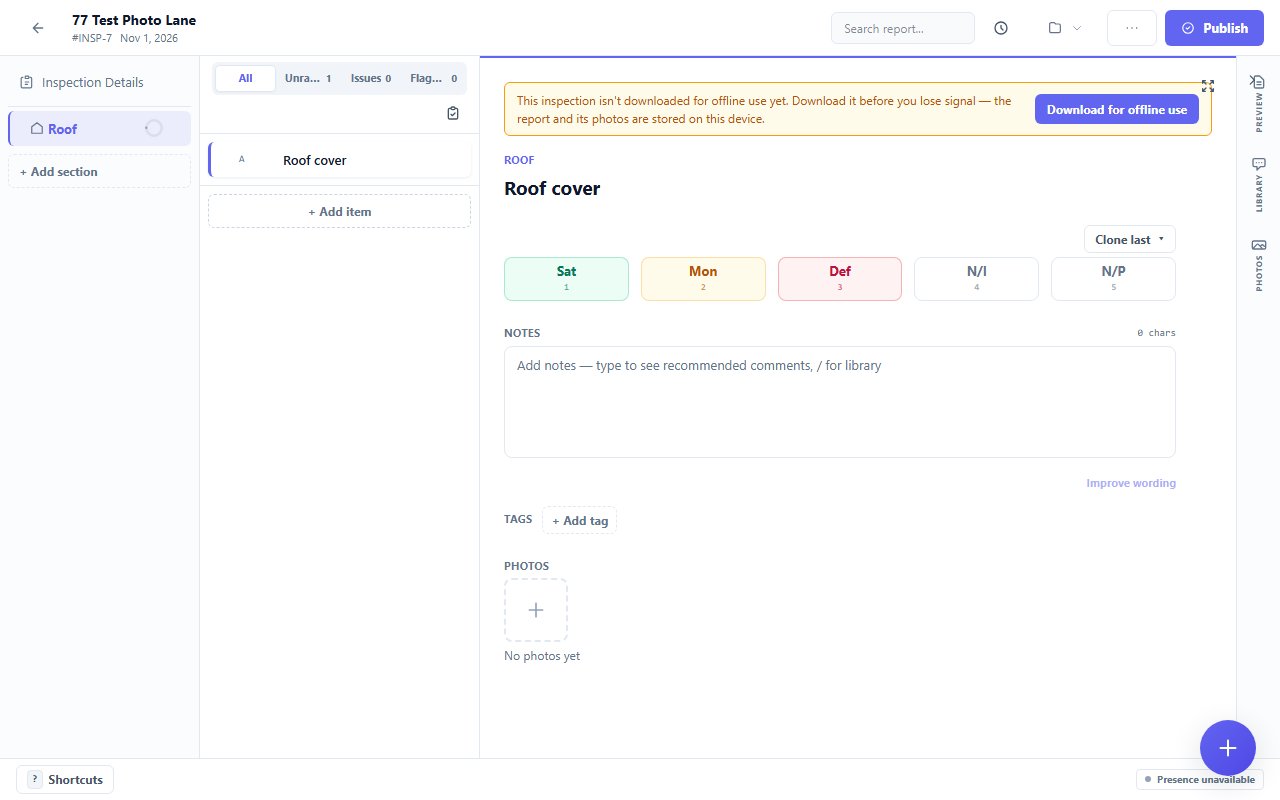 77 Test Photo Lane
#INSP-7 Nov 1, 2026
Search report...
Publish
Inspection Details
Roof
+ Add section
All
Unra... 1
Issues 0
Flag... 0
A
Roof cover
+ Add item
This inspection isn't downloaded for offline use yet. Download it before you lose signal — the
report and its photos are stored on this device.
Download for offline use
ROOF
Roof cover
Clone last
Sat
1
Mon
2
Def
3
N/I
4
N/P
5
NOTES
0 chars
Add notes — type to see recommended comments, / for library
Improve wording
TAGS
+ Add tag
PHOTOS
No photos yet
PREVIEW
LIBRARY
PHOTOS
? Shortcuts
Presence unavailable